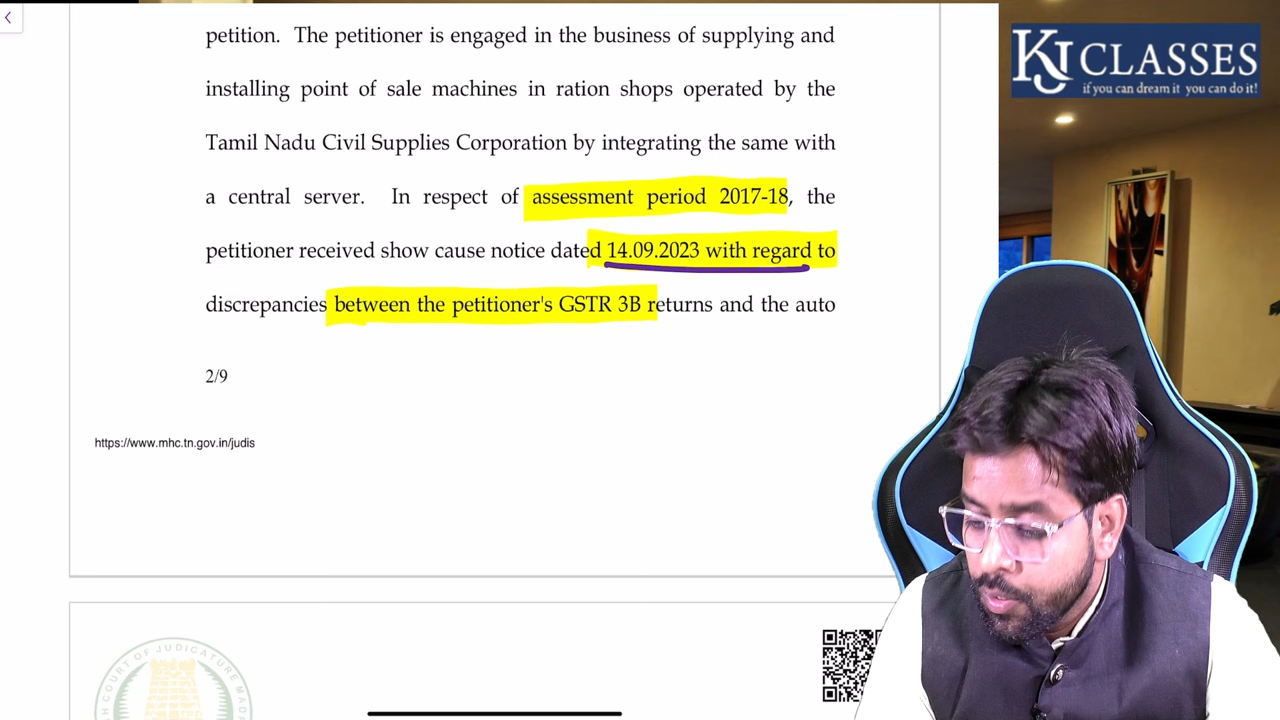 petition. The petitioner is engaged in the business of supplying and
installing point of sale machines in ration shops operated by the
Tamil Nadu Civil Supplies Corporation by integrating the same with
a central server. In respect of assessment period 2017-18, the
petitioner received show cause notice dated 14.09.2023 with regard to
discrepancies between the petitioner's GSTR 3B returns and the auto
2/9
https://www.mhc.tn.gov.in/judis
KJ CLASSES
if you can dream it you can do it!
COURT OF JUDICATURE